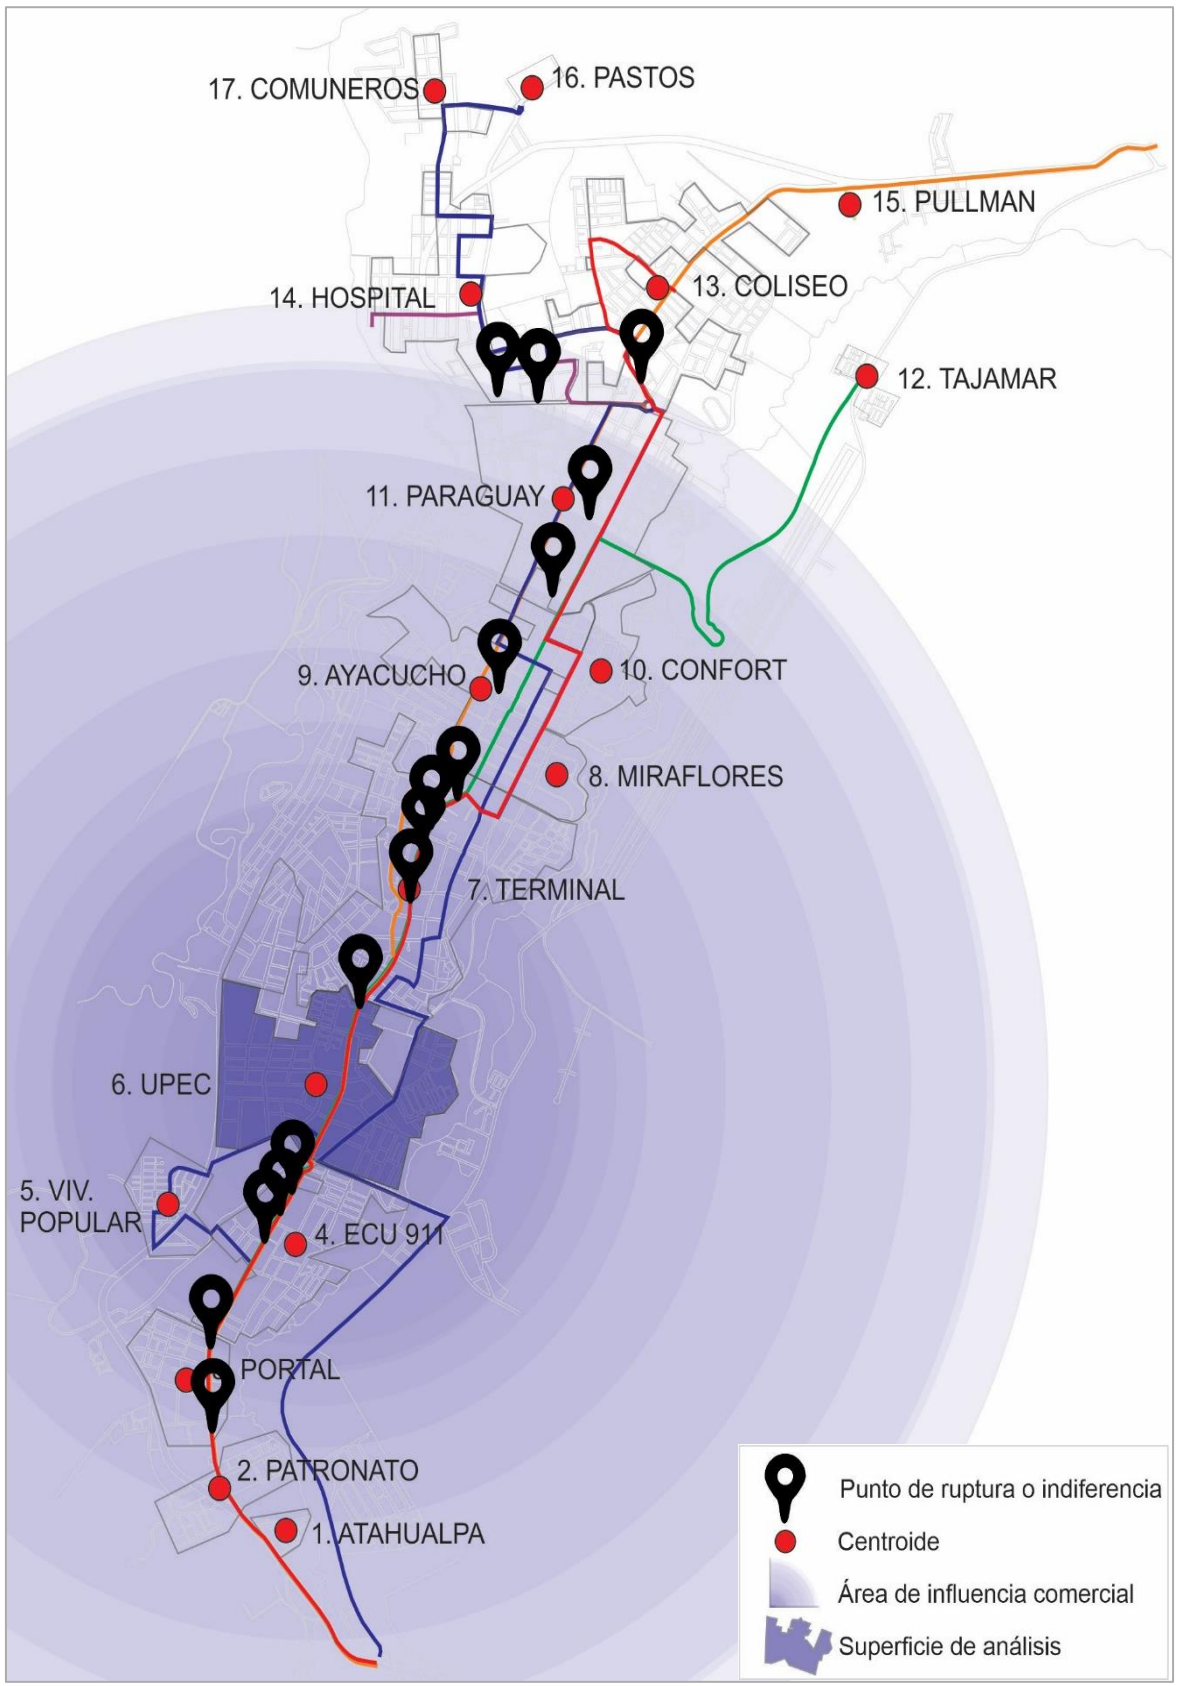 17. COMUNEROS
16. PASTOS
15. PULLMAN
14. HOSPITAL
13. COLISEO
12. TAJAMAR
11. PARAGUAY
9. AYACUCHO
10. CONFORT
8. MIRAFLORES
7. TERMINAL
6. UPEC
5. VIV.
POPULAR
4. ECU 911
PORTAL
2. PATRONATO
1. ATAHUALPA
Punto de ruptura o indiferencia
Centroide
Área de influencia comercial
Superficie de análisis